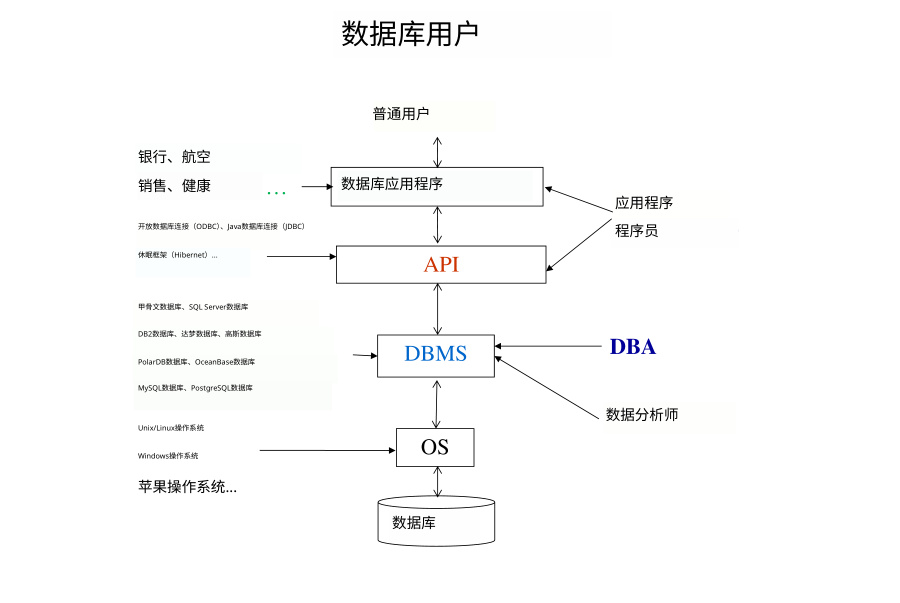 数据库用户
普通用户
银行、航空
销售、健康
...
数据库应用程序
应用程序
程序员
开放数据库连接（ODBC）、Java数据库连接（JDBC）
休眠框架（Hibernet）...
API
甲骨文数据库、SQL Server数据库
DB2数据库、达梦数据库、高斯数据库
PolarDB数据库、OceanBase数据库
MySQL数据库、PostgreSQL数据库
DBMS
DBA
数据分析师
Unix/Linux操作系统
Windows操作系统
苹果操作系统...
OS
数据库